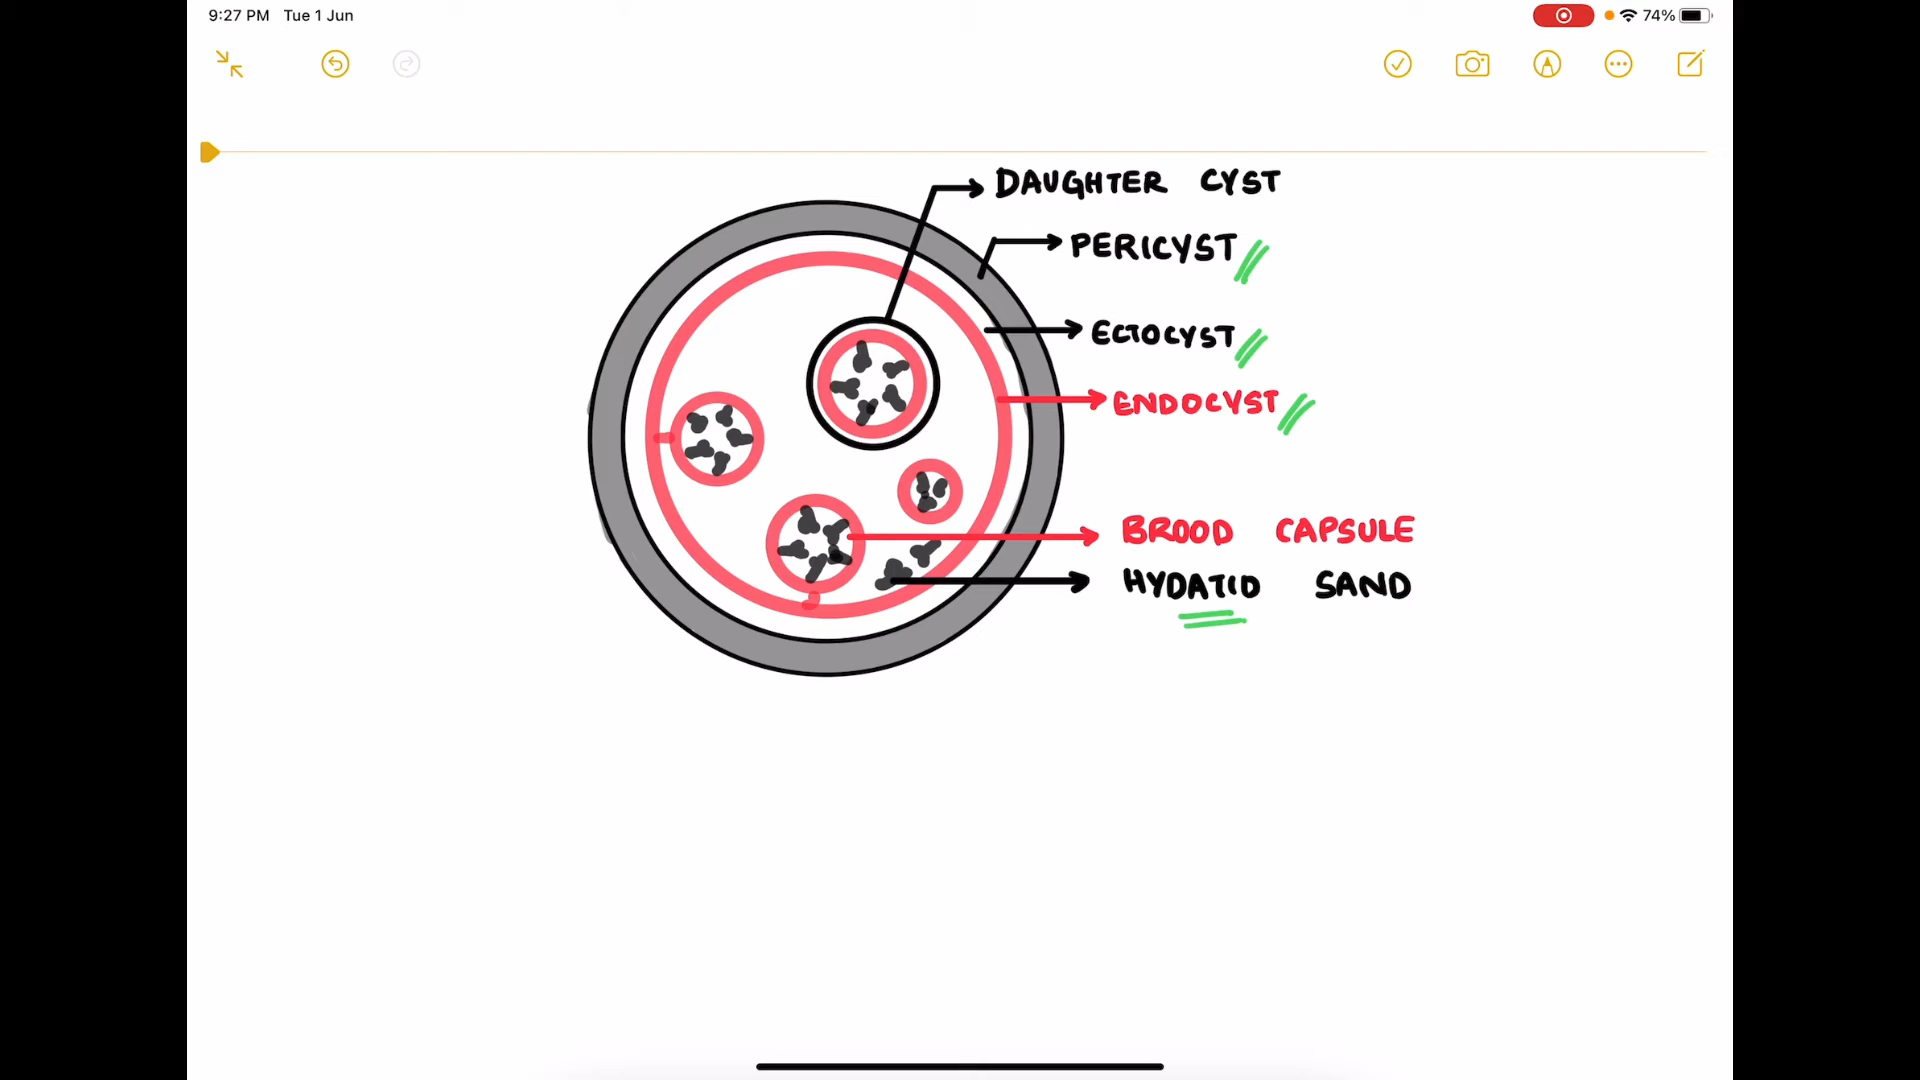 9:27 PM Tue 1 Jun
74%
DAUGHTER CYST
PERICYST
ECTOCYST
ENDOCYST
BROOD CAPSULE
HYDATID SAND